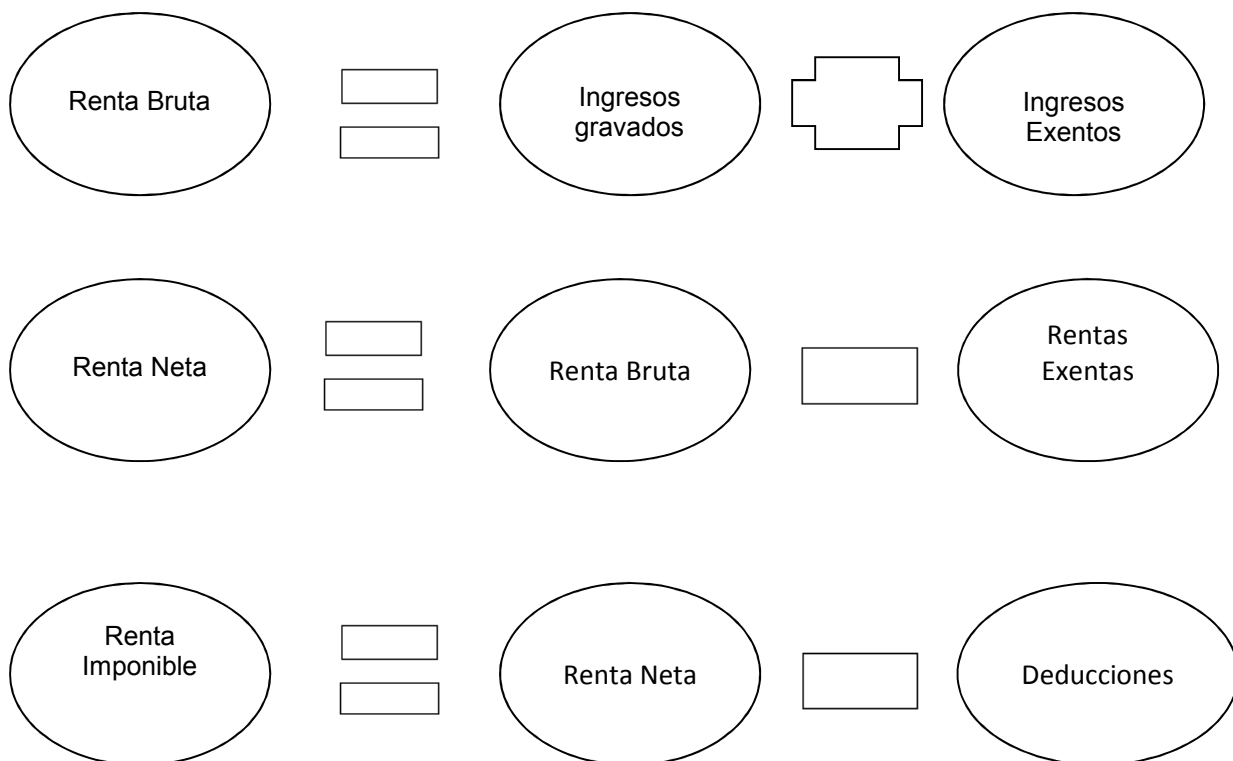 Renta Bruta
Ingresos
gravados
Ingresos
Exentos
Renta Neta
Renta Bruta
Rentas
Exentas
Renta
Imponible
Renta Neta
Deducciones